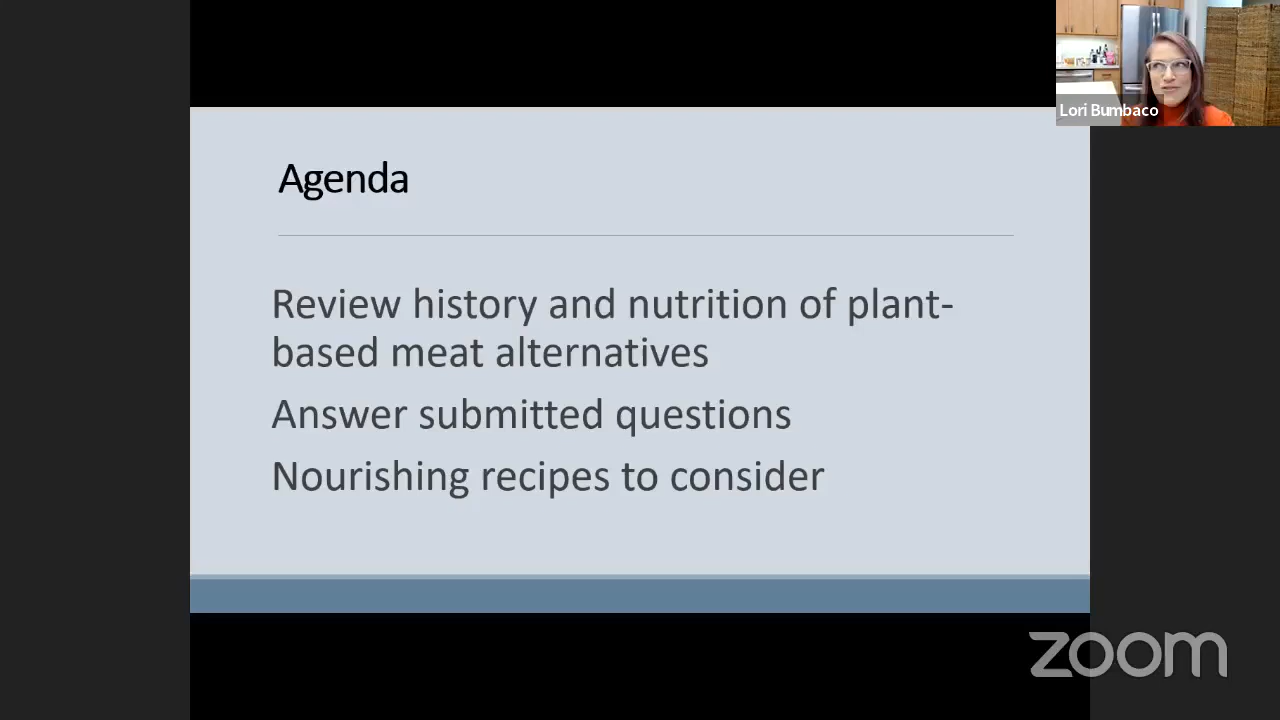 Lori Bumbaco
Agenda
Review history and nutrition of plant-
based meat alternatives
Answer submitted questions
Nourishing recipes to consider
zoom